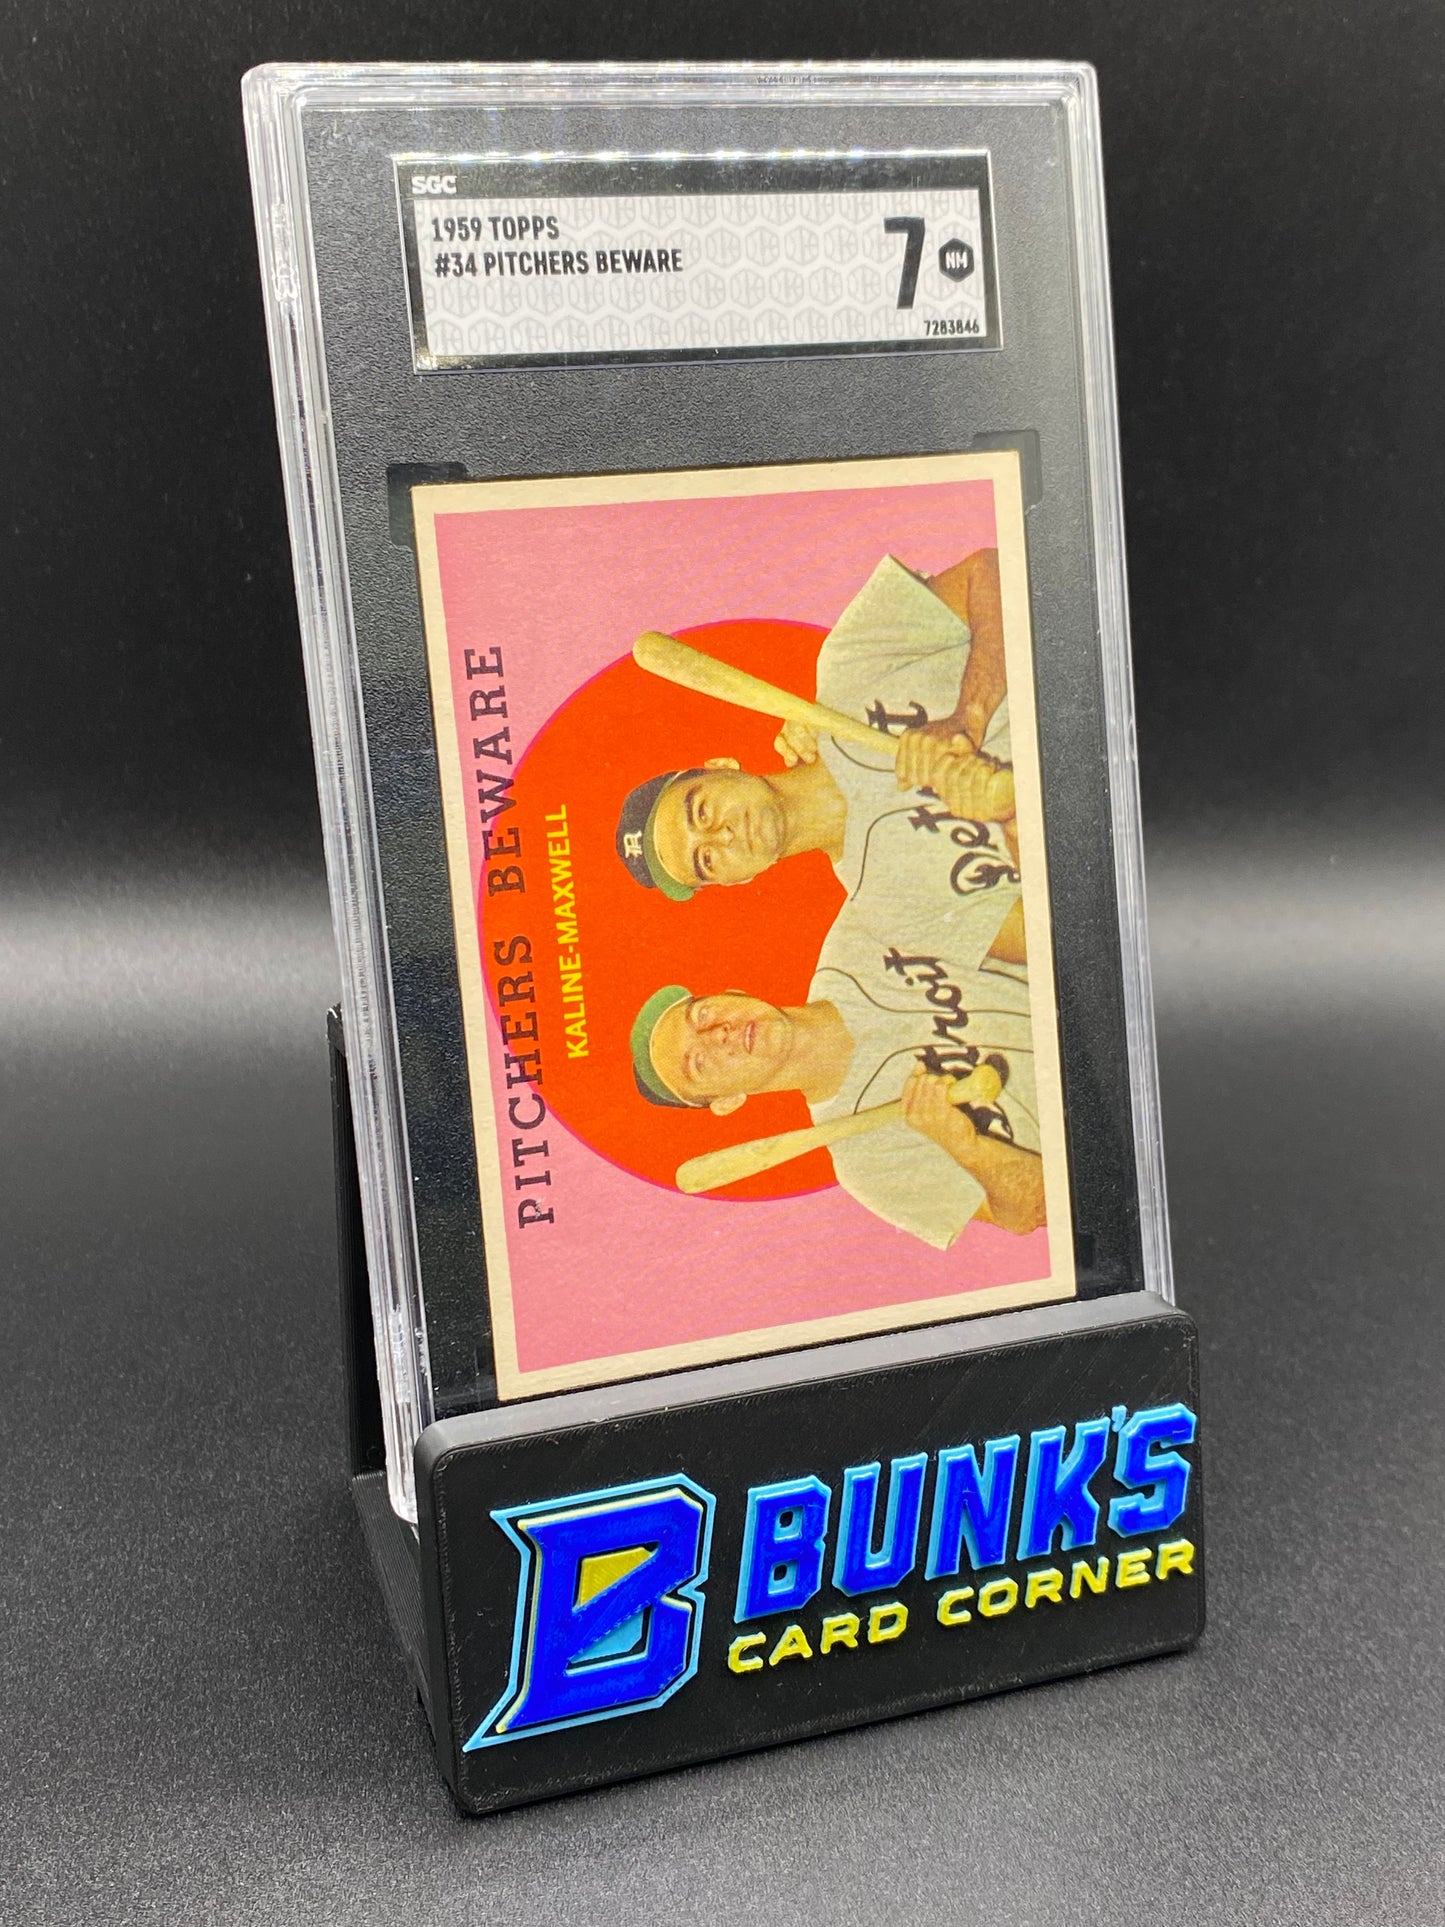 SGC
1959 TOPPS
#34 PITCHERS BEWARE
7 NM
7283846
PITCHERS BEWARE
KALINE-MAXWELL
Detroit
Detroit
B BUNK'S
CARD CORNER